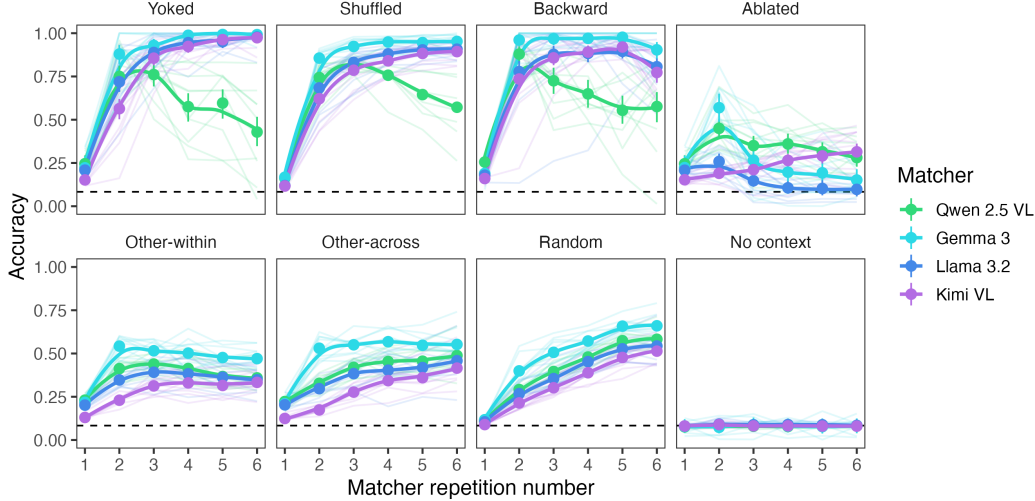 Yoked Shuffled Backward Ablated
1.00
0.75
0.50
0.25
0.00
Other-within Other-across Random No context
1.00
0.75
0.50
0.25
0.00
1 2 3 4 5 6 1 2 3 4 5 6 1 2 3 4 5 6 1 2 3 4 5 6
Matcher repetition number
Accuracy
Matcher
Qwen 2.5 VL
Gemma 3
Llama 3.2
Kimi VL